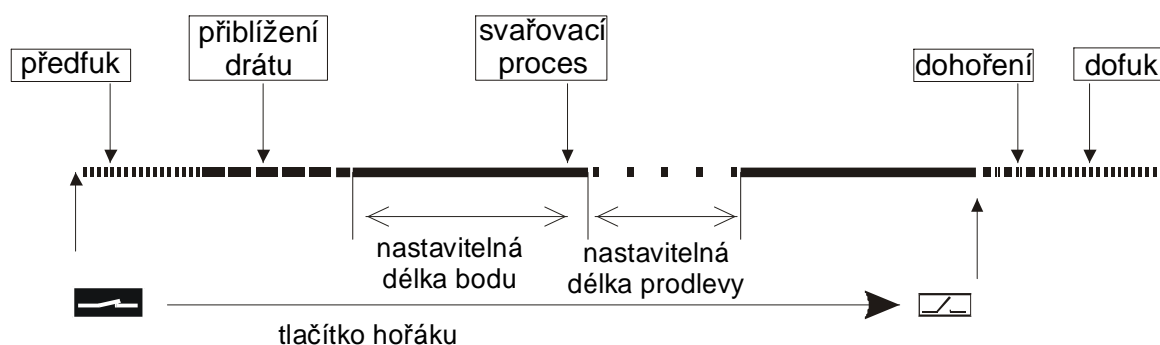 předfuk
přiblížení
drátu
svařovací
proces
dohoření
dofuk
nastavitelná
délka bodu
nastavitelná
délka prodlevy
tlačítko hořáku